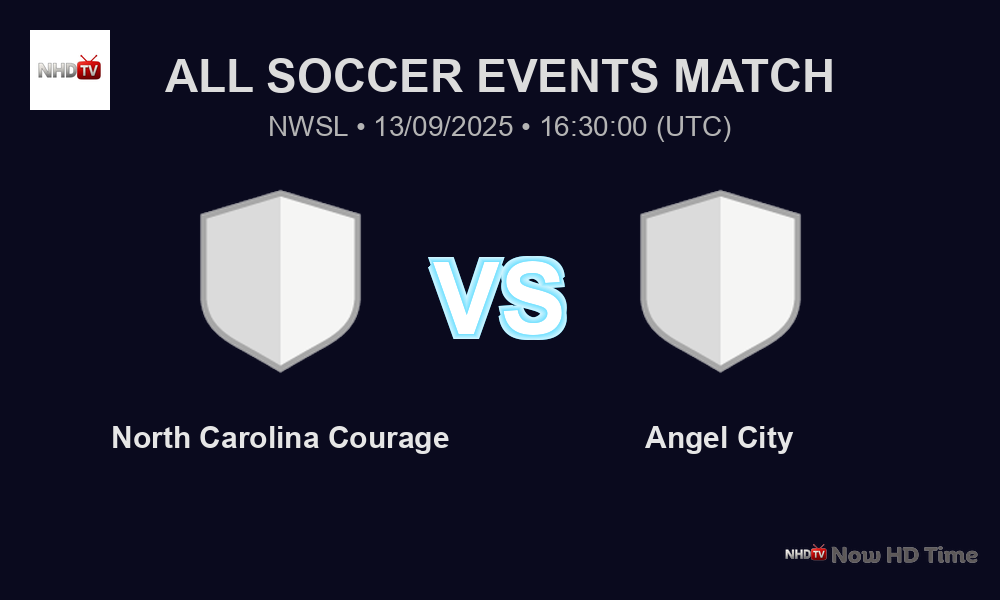 NHD TV
ALL SOCCER EVENTS MATCH
NWSL • 13/09/2025 • 16:30:00 (UTC)
VS
North Carolina Courage
Angel City
NHD TV Now HD Time